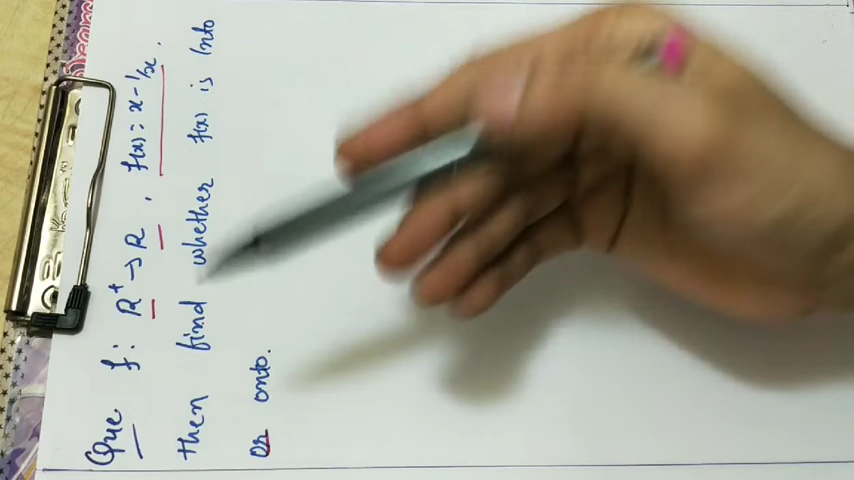 Que f: R⁺→R, f(x) = x - 1/x.
then find whether f(x) is Into
or onto.